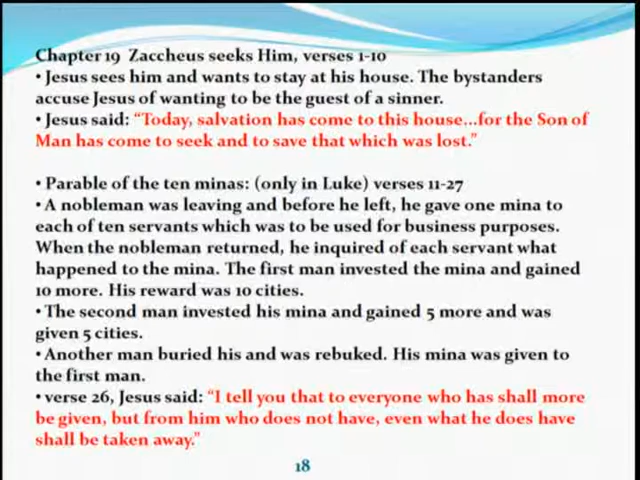 Chapter 19 Zaccheus seeks Him, verses 1-10
• Jesus sees him and wants to stay at his house. The bystanders
accuse Jesus of wanting to be the guest of a sinner.
• Jesus said: “Today, salvation has come to this house...for the Son of
Man has come to seek and to save that which was lost.”
• Parable of the ten minas: (only in Luke) verses 11-27
• A nobleman was leaving and before he left, he gave one mina to
each of ten servants which was to be used for business purposes.
When the nobleman returned, he inquired of each servant what
happened to the mina. The first man invested the mina and gained
10 more. His reward was 10 cities.
• The second man invested his mina and gained 5 more and was
given 5 cities.
• Another man buried his and was rebuked. His mina was given to
the first man.
• verse 26, Jesus said: “I tell you that to everyone who has shall more
be given, but from him who does not have, even what he does have
shall be taken away.”
18